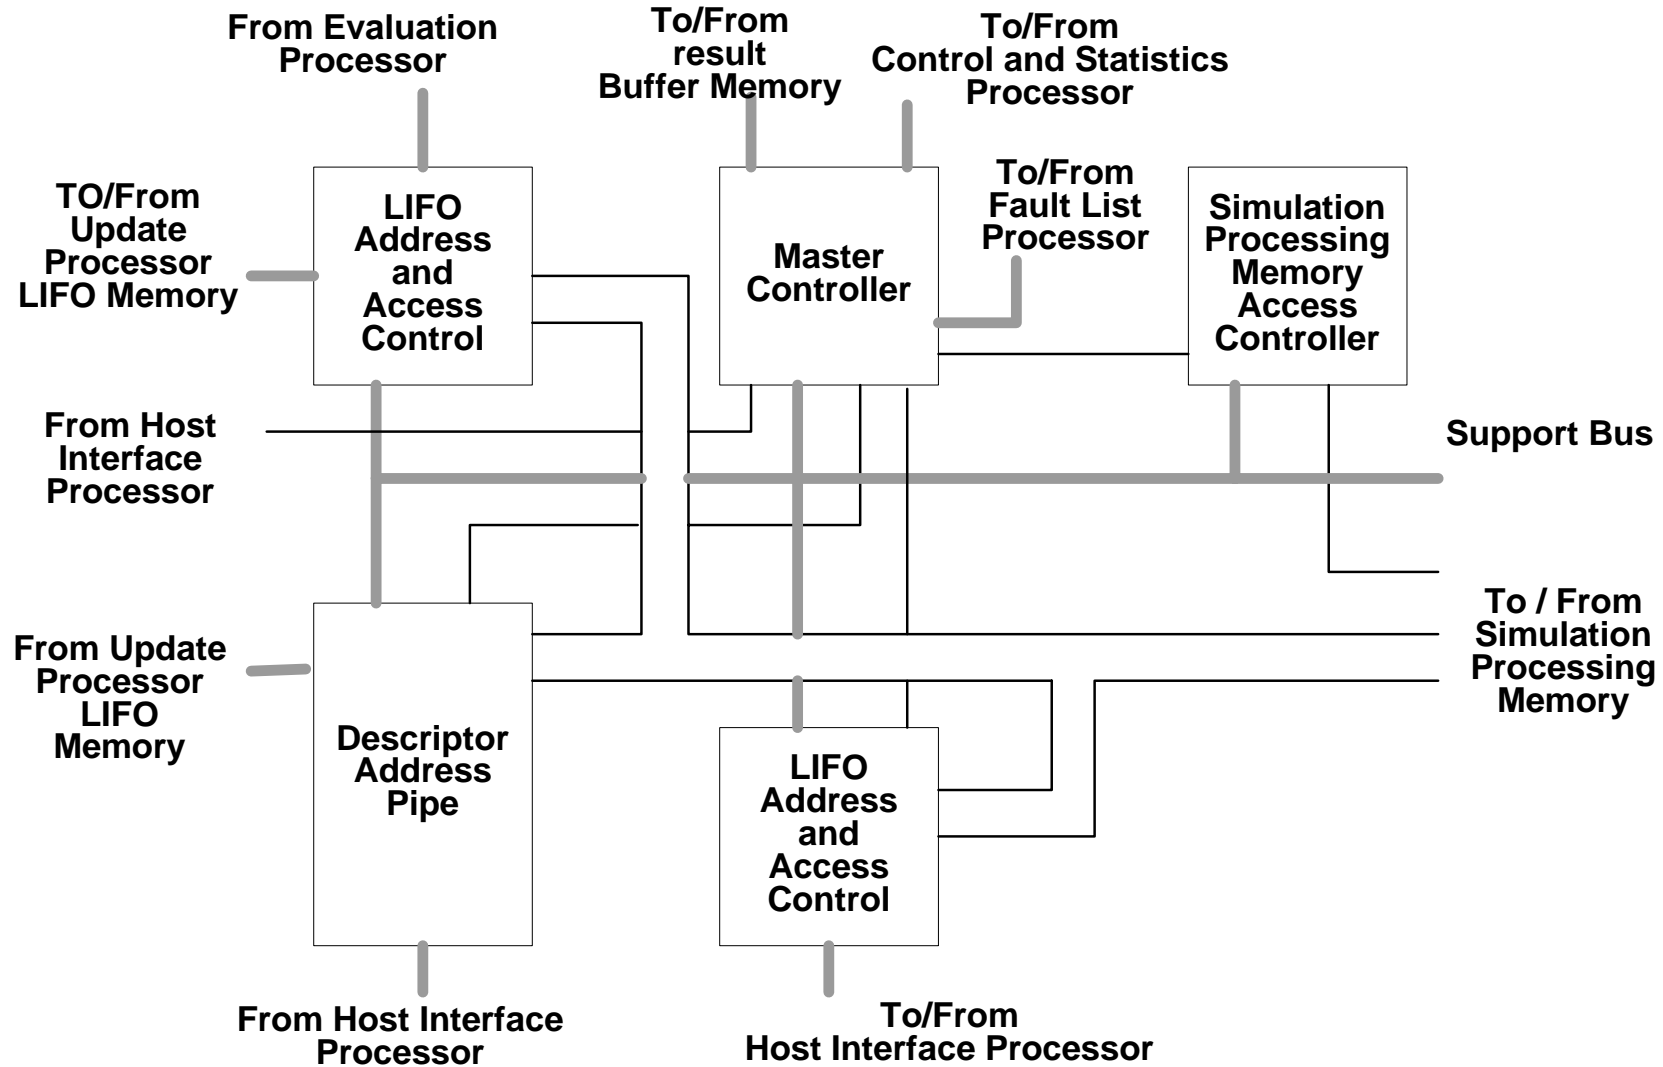 From Evaluation
Processor
To/From
result
Buffer Memory
To/From
Control and Statistics
Processor
TO/From
Update
Processor
LIFO Memory
LIFO
Address
and
Access
Control
Master
Controller
To/From
Fault List
Processor
Simulation
Processing
Memory
Access
Controller
From Host
Interface
Processor
Support Bus
From Update
Processor
LIFO
Memory
Descriptor
Address
Pipe
LIFO
Address
and
Access
Control
To / From
Simulation
Processing
Memory
From Host Interface
Processor
To/From
Host Interface Processor